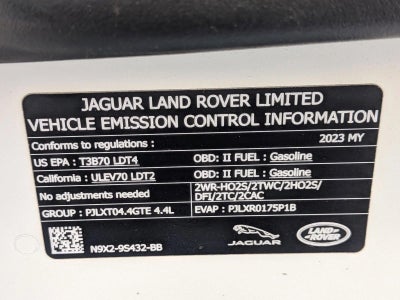 JAGUAR LAND ROVER LIMITED
VEHICLE EMISSION CONTROL INFORMATION
Conforms to regulations: 2023 MY
US EPA : T3B70 LDT4 OBD: II FUEL : Gasoline
California : ULEV70 LDT2 OBD: II FUEL : Gasoline
No adjustments needed 2WR-HO2S/2TWC/2HO2S/
DFI/2TC/2CAC
GROUP : PJLXT04.4GTE 4.4L EVAP : PJLXR0175P1B
N9X2-9S432-BB JAGUAR LAND-ROVER